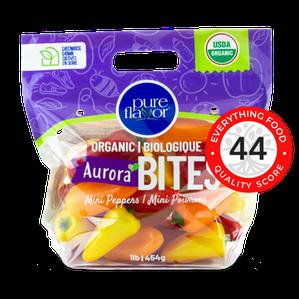 GREENHOUSE
GROWN
CULTIVÉS
EN SERRE
pure
flavor®
USDA
ORGANIC
ORGANIC | BIOLOGIQUE
Aurora BITES
Mini Peppers / Mini Poivrons
1lb | 454g
EVERYTHING FOOD
44
QUALITY SCORE